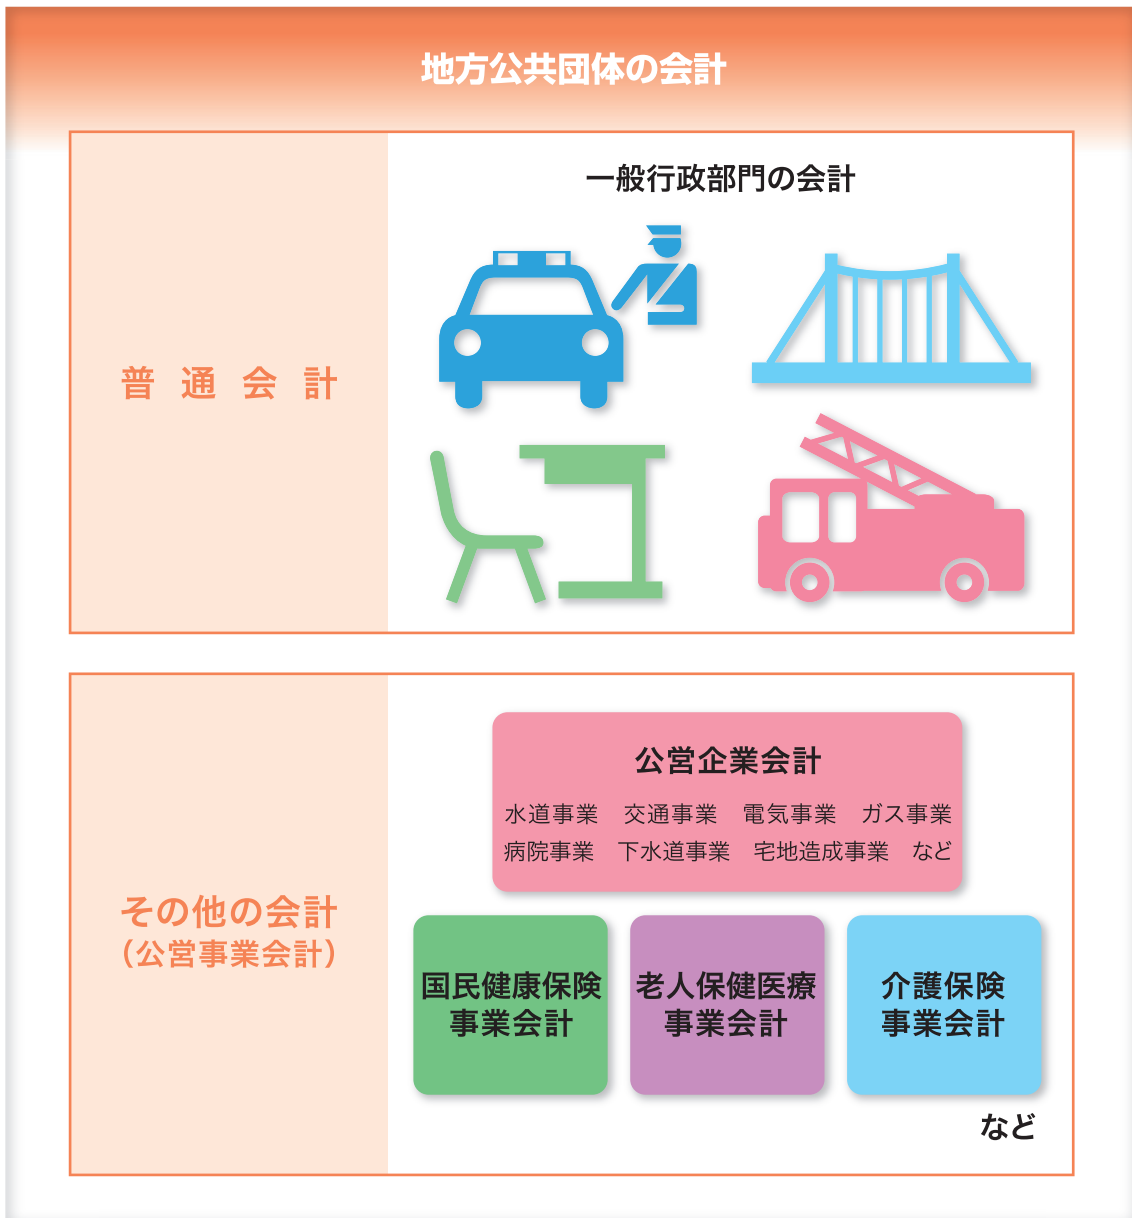 地方公共団体の会計
一般行政部門の会計
普通会計
公営企業会計
水道事業　交通事業　電気事業　ガス事業
病院事業　下水道事業　宅地造成事業　など
その他の会計
（公営事業会計）
国民健康保険
事業会計
老人保健医療
事業会計
介護保険
事業会計
など